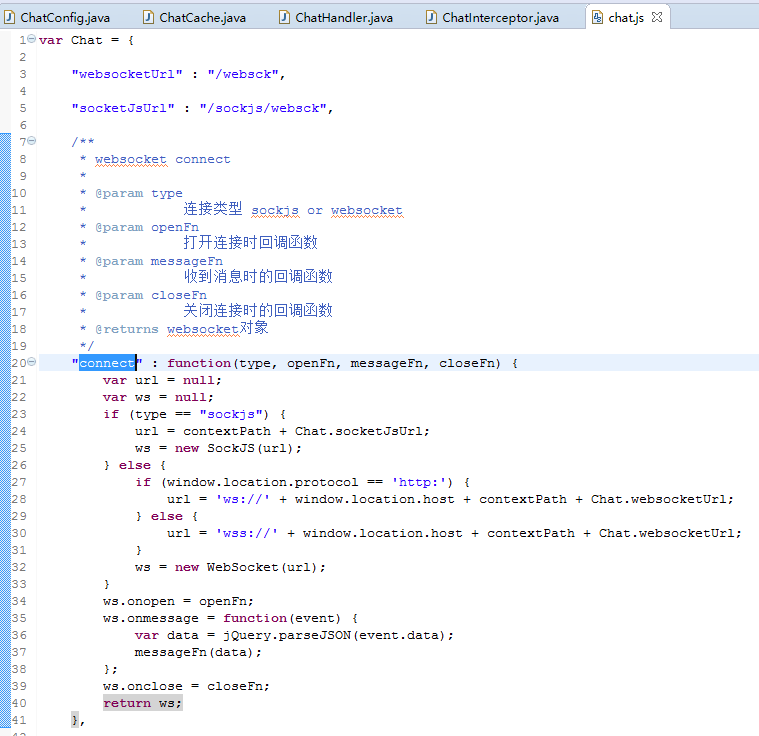 ChatConfig.java ChatCache.java ChatHandler.java ChatInterceptor.java chat.js
1 var Chat = {
2
3     "websocketUrl" : "/websck",
4
5     "socketJsUrl" : "/sockjs/websck",
6
7     /**
8      * websocket connect
9      *
10      * @param type
11      *            连接类型 sockjs or websocket
12      * @param openFn
13      *            打开连接时回调函数
14      * @param messageFn
15      *            收到消息时的回调函数
16      * @param closeFn
17      *            关闭连接时的回调函数
18      * @returns websocket对象
19      */
20     "connect" : function(type, openFn, messageFn, closeFn) {
21         var url = null;
22         var ws = null;
23         if (type == "sockjs") {
24             url = contextPath + Chat.socketJsUrl;
25             ws = new SockJS(url);
26         } else {
27             if (window.location.protocol == 'http:') {
28                 url = 'ws://' + window.location.host + contextPath + Chat.websocketUrl;
29             } else {
30                 url = 'wss://' + window.location.host + contextPath + Chat.websocketUrl;
31             }
32             ws = new WebSocket(url);
33         }
34         ws.onopen = openFn;
35         ws.onmessage = function(event) {
36             var data = jQuery.parseJSON(event.data);
37             messageFn(data);
38         };
39         ws.onclose = closeFn;
40         return ws;
41     },